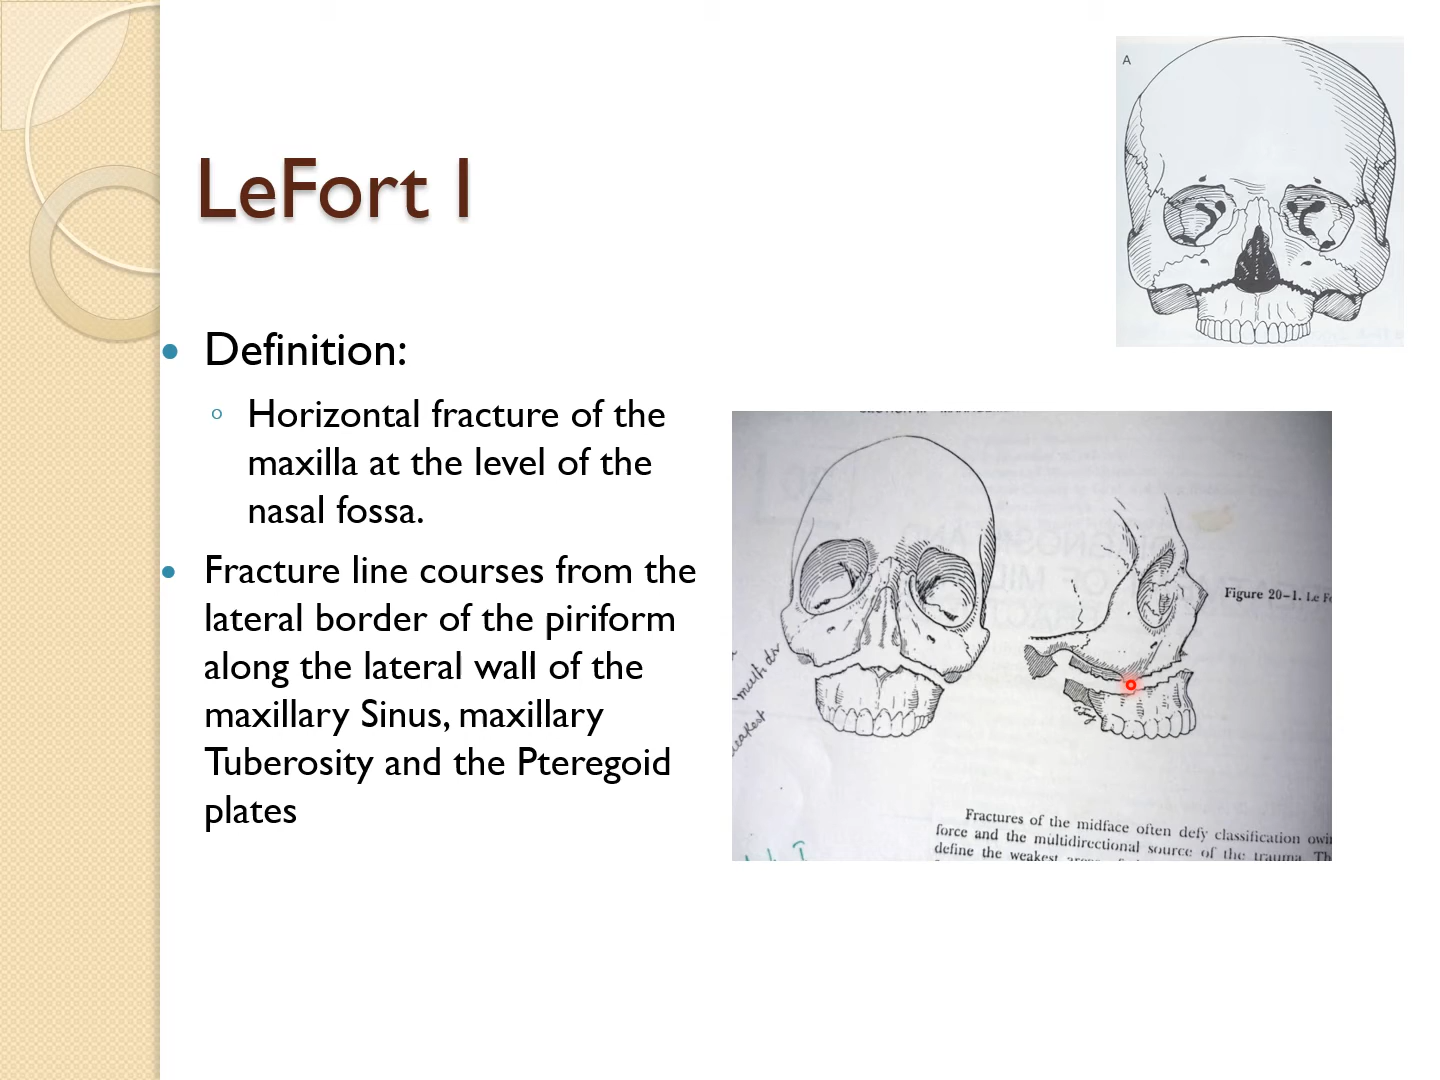 LeFort I
Definition:
Horizontal fracture of the
maxilla at the level of the
nasal fossa.
Fracture line courses from the
lateral border of the piriform
along the lateral wall of the
maxillary Sinus, maxillary
Tuberosity and the Pteregoid
plates
A
Figure 20-1. Le
Fractures of the midface often defy classification
force and the multidirectional source of the trauma.
define the weakest